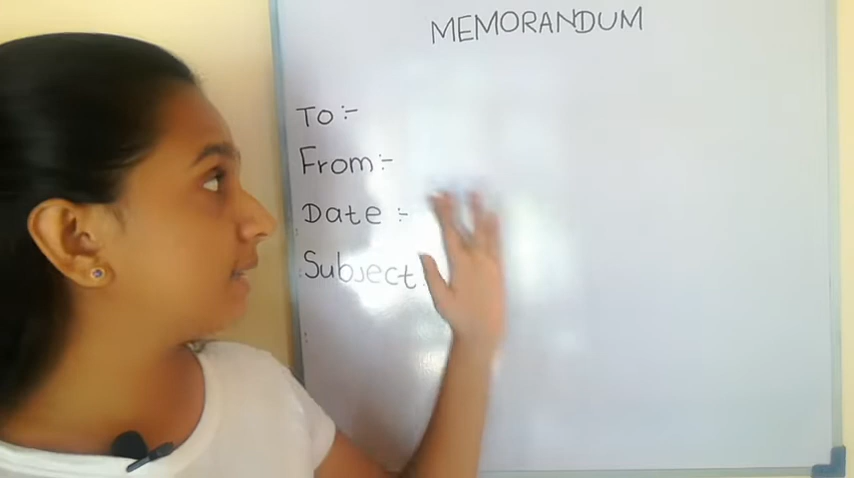 MEMORANDUM
To :-
From :-
Date :-
Subject :